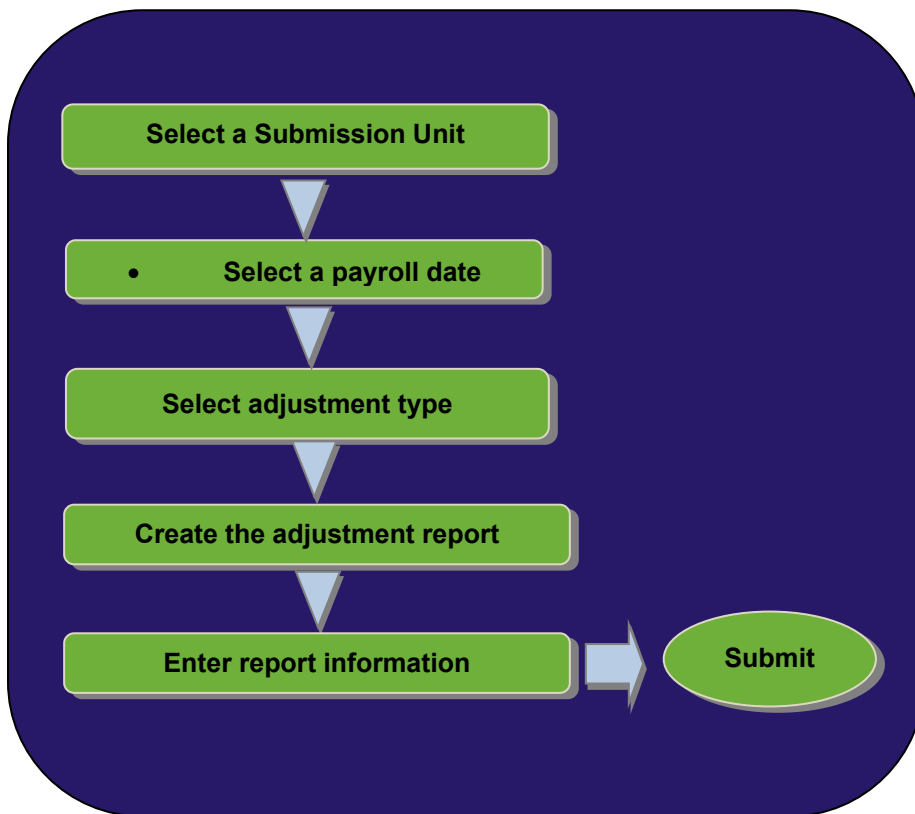 Select a Submission Unit
• Select a payroll date
Select adjustment type
Create the adjustment report
Enter report information
Submit